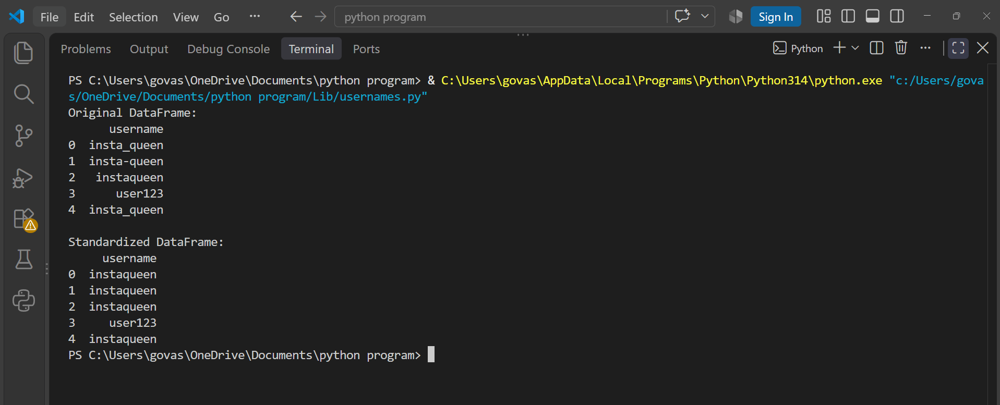 File Edit Selection View Go ··· python program Sign In
Problems Output Debug Console Terminal Ports Python
PS C:\Users\govas\OneDrive\Documents\python program> & C:\Users\govas\AppData\Local\Programs\Python\Python314\python.exe "c:/Users/gova
s/OneDrive/Documents/python program/Lib/usernames.py"
Original DataFrame:
      username
0  insta_queen
1  insta-queen
2   instaqueen
3      user123
4  insta_queen
Standardized DataFrame:
     username
0  instaqueen
1  instaqueen
2  instaqueen
3     user123
4  instaqueen
PS C:\Users\govas\OneDrive\Documents\python program>